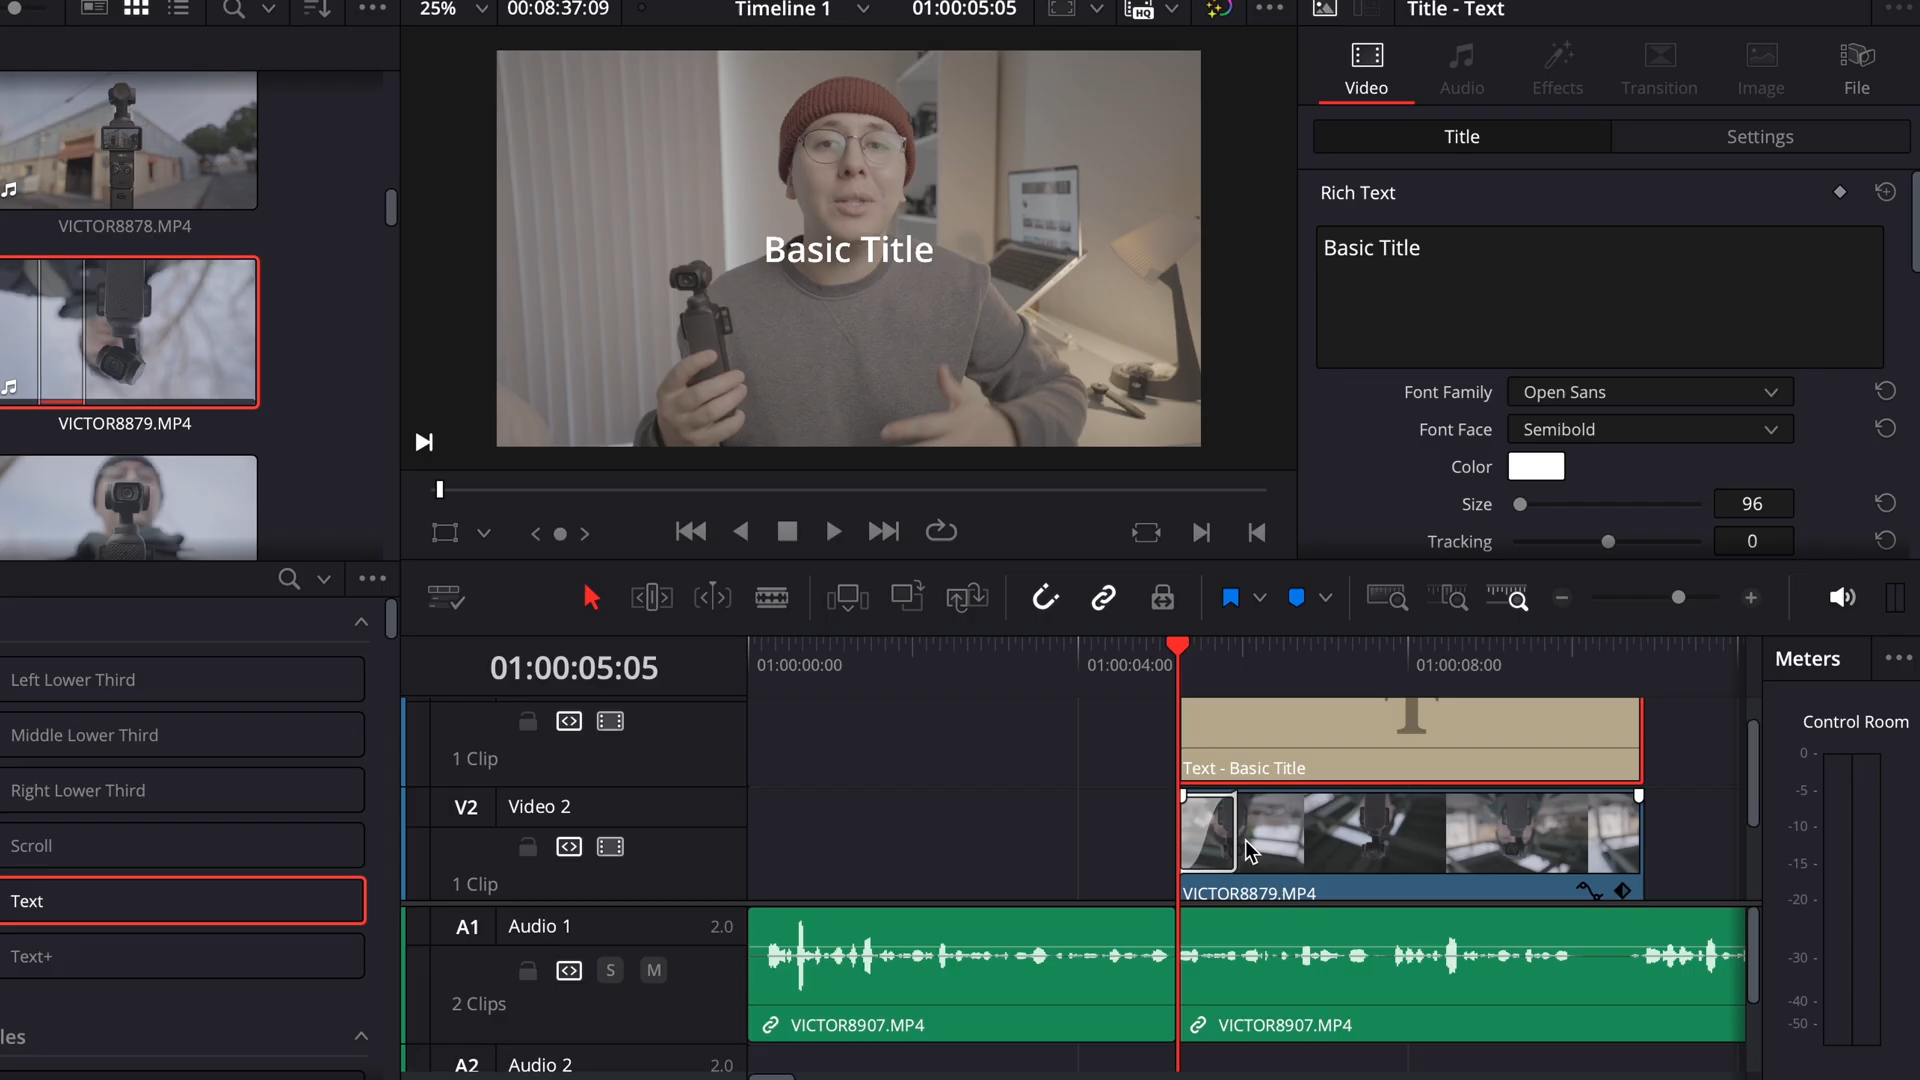 25%
00:08:37:09
Timeline 1
01:00:05:05
HQ
Title - Text
Video
Audio
Effects
Transition
Image
File
Title
Settings
Rich Text
Basic Title
Font Family
Open Sans
Font Face
Semibold
Color
Size
96
Tracking
0
VICTOR8878.MP4
VICTOR8879.MP4
Basic Title
Left Lower Third
Middle Lower Third
Right Lower Third
Scroll
Text
Text+
les
01:00:05:05
01:00:00:00
01:00:04:00
01:00:08:00
1 Clip
T
Text - Basic Title
V2
Video 2
1 Clip
VICTOR8879.MP4
A1
Audio 1
2.0
S
M
2 Clips
VICTOR8907.MP4
VICTOR8907.MP4
A2
Audio 2
2.0
Meters
Control Room
0
-5
-10
-15
-20
-30
-40
-50